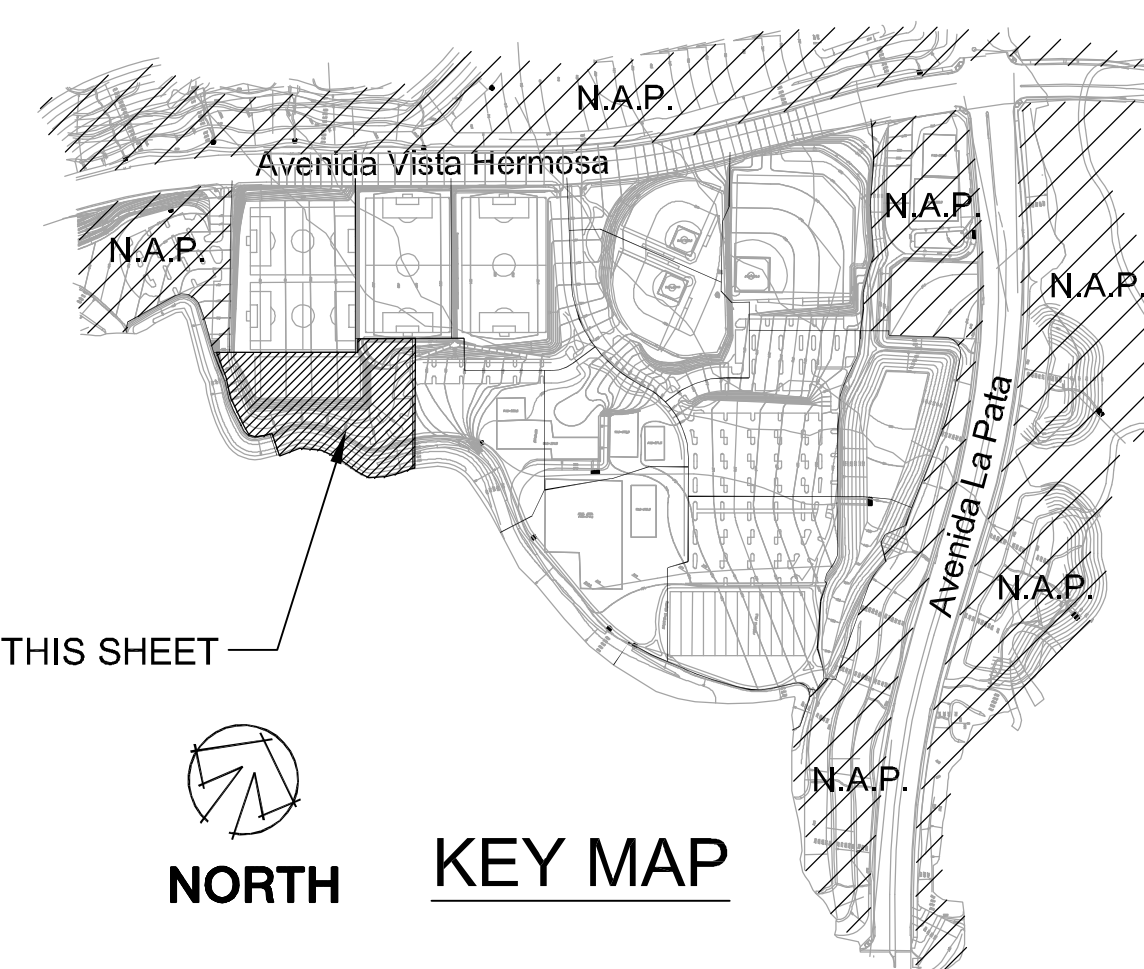 N.A.P.
Avenida Vista Hermosa
N.A.P.
N.A.P.
N.A.P.
Avenida La Pata
N.A.P.
THIS SHEET
N.A.P.
NORTH
KEY MAP